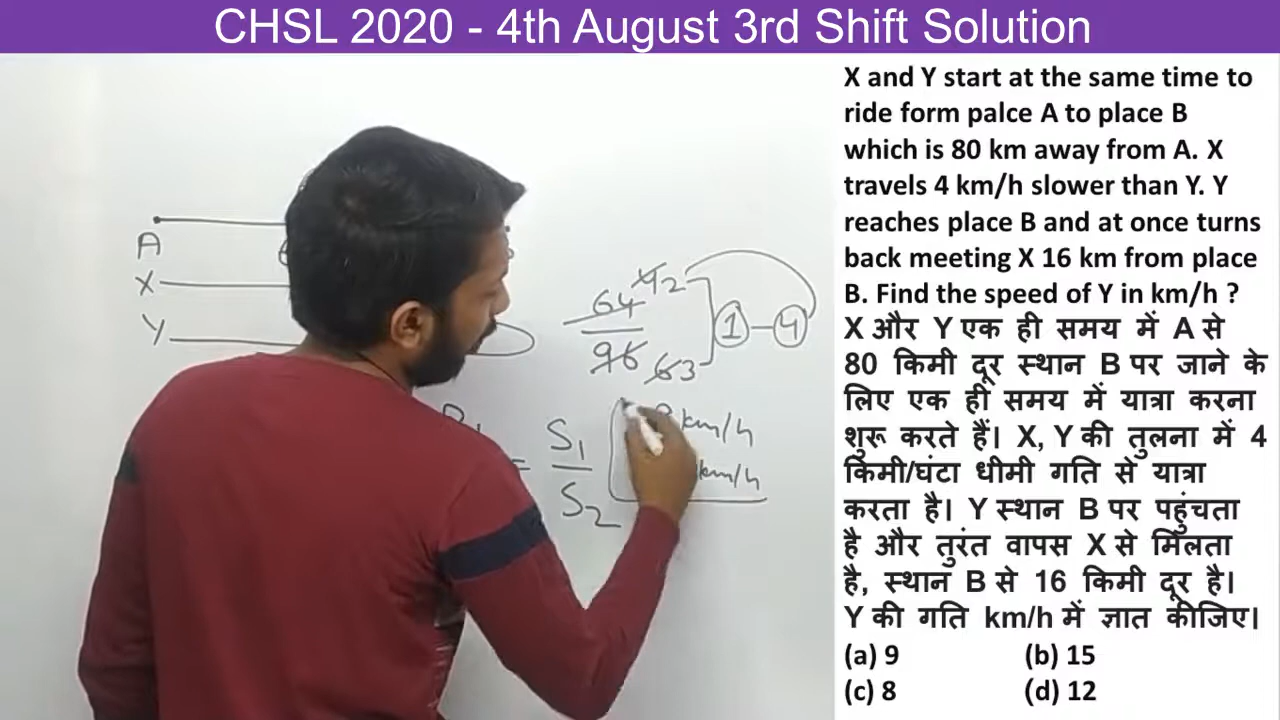 CHSL 2020 - 4th August 3rd Shift Solution
X and Y start at the same time to
ride form palce A to place B
which is 80 km away from A. X
travels 4 km/h slower than Y. Y
reaches place B and at once turns
back meeting X 16 km from place
B. Find the speed of Y in km/h ?
X और Y एक ही समय में A से
80 किमी दूर स्थान B पर जाने के
लिए एक ही समय में यात्रा करना
शुरू करते हैं। X, Y की तुलना में 4
किमी/घंटा धीमी गति से यात्रा
करता है। Y स्थान B पर पहुंचता
है और तुरंत वापस X से मिलता
है, स्थान B से 16 किमी दूर है।
Y की गति km/h में ज्ञात कीजिए।
(a) 9 (b) 15
(c) 8 (d) 12
A
X
Y
64 4 2
96 6 3
1 - 4
= S1
S2
km/h
km/h